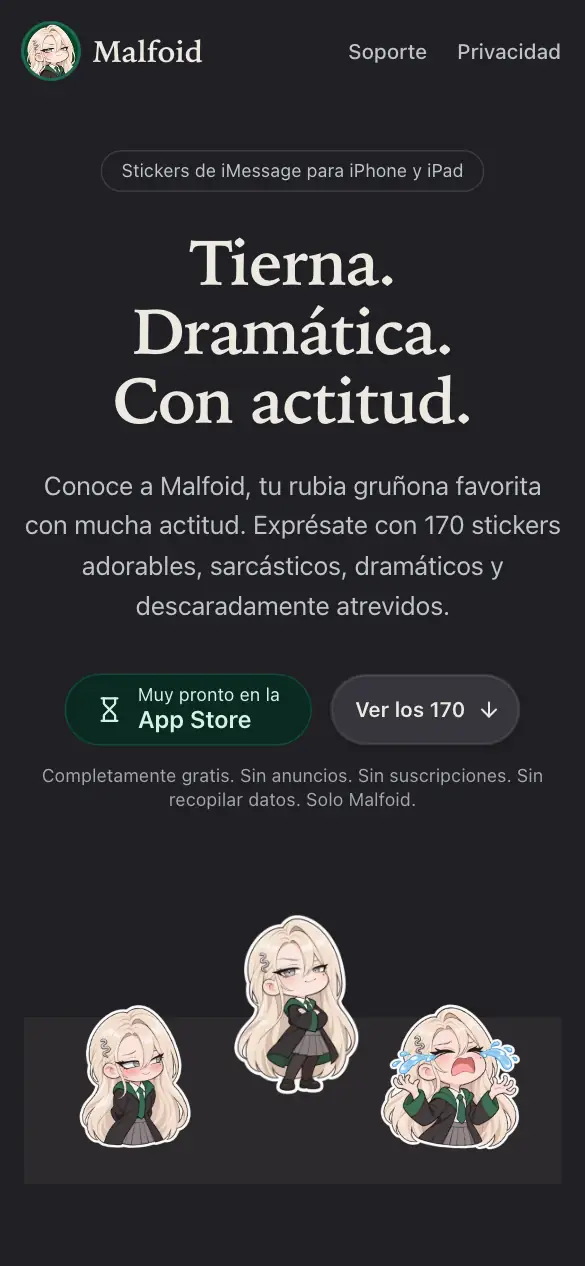 Malfoid
Soporte
Privacidad
Stickers de iMessage para iPhone y iPad
Tierna.
Dramática.
Con actitud.
Conoce a Malfoid, tu rubia gruñona favorita
con mucha actitud. Exprésate con 170 stickers
adorables, sarcásticos, dramáticos y
descaradamente atrevidos.
Muy pronto en la
App Store
Ver los 170 ↓
Completamente gratis. Sin anuncios. Sin suscripciones. Sin
recopilar datos. Solo Malfoid.